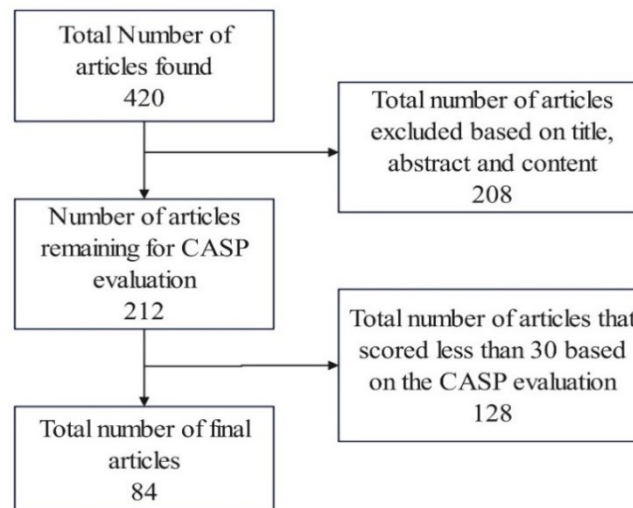 Total Number of
articles found
420
Total number of articles
excluded based on title,
abstract and content
208
Number of articles
remaining for CASP
evaluation
212
Total number of articles that
scored less than 30 based
on the CASP evaluation
128
Total number of final
articles
84